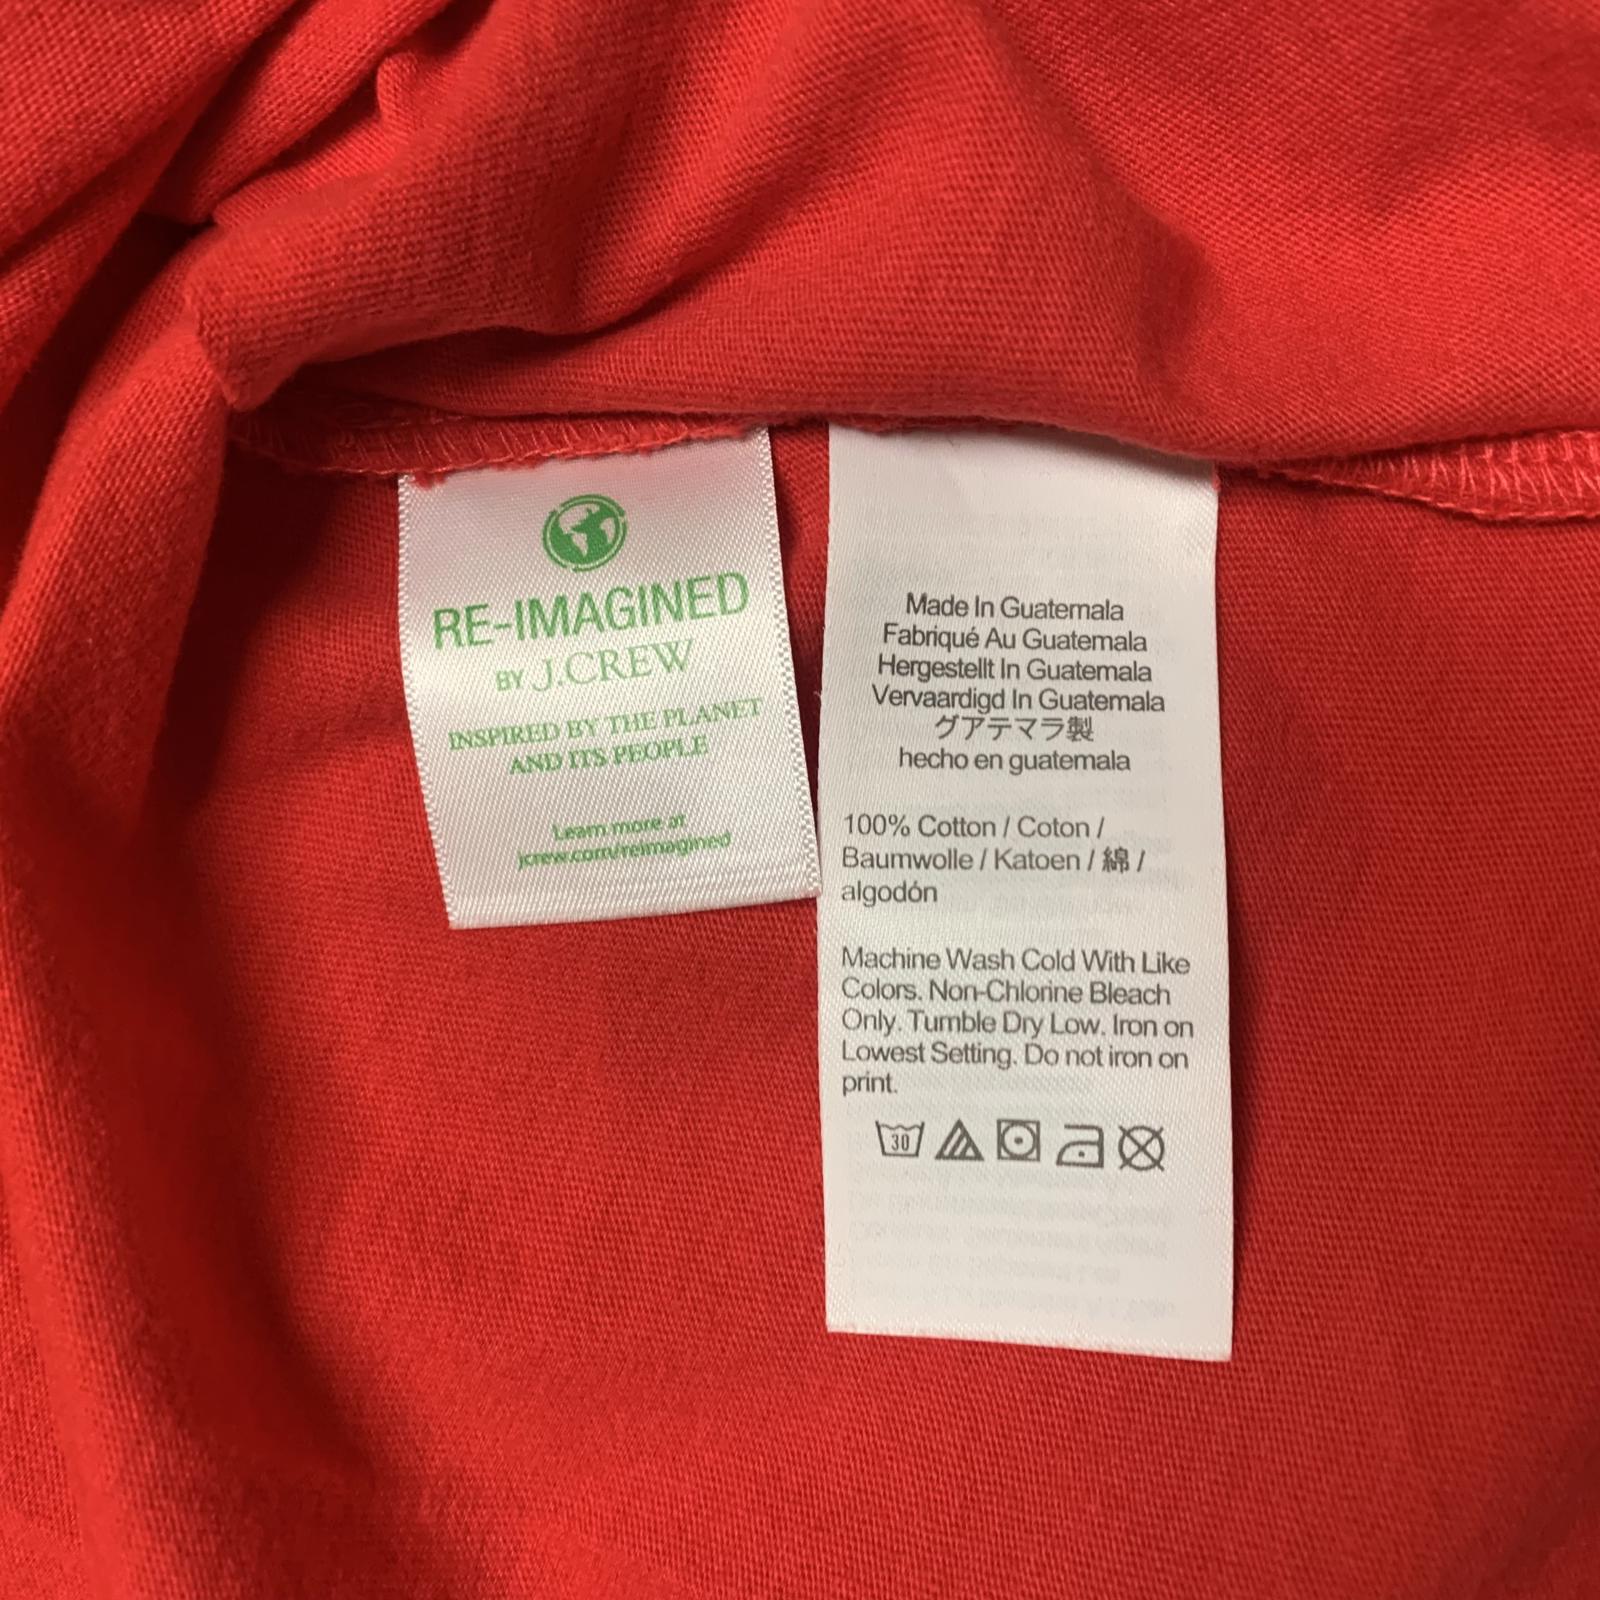 RE-IMAGINED
BY J.CREW
INSPIRED BY THE PLANET
AND ITS PEOPLE
Learn more at
jcrew.com/reimagined
Made In Guatemala
Fabriqué Au Guatemala
Hergestellt In Guatemala
Vervaardigd In Guatemala
グアテマラ製
hecho en guatemala
100% Cotton / Coton /
Baumwolle / Katoen / 綿 /
algodón
Machine Wash Cold With Like
Colors. Non-Chlorine Bleach
Only. Tumble Dry Low. Iron on
Lowest Setting. Do not iron on
print.
30